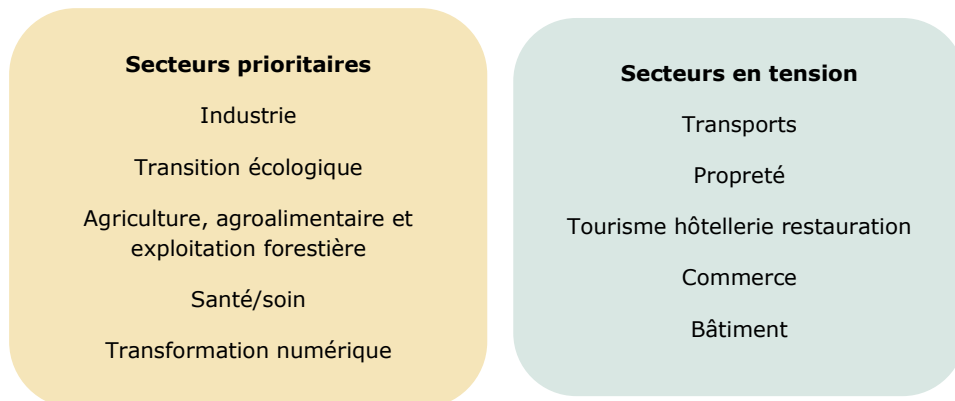 Secteurs prioritaires
Industrie
Transition écologique
Agriculture, agroalimentaire et
exploitation forestière
Santé/soin
Transformation numérique
Secteurs en tension
Transports
Propreté
Tourisme hôtellerie restauration
Commerce
Bâtiment